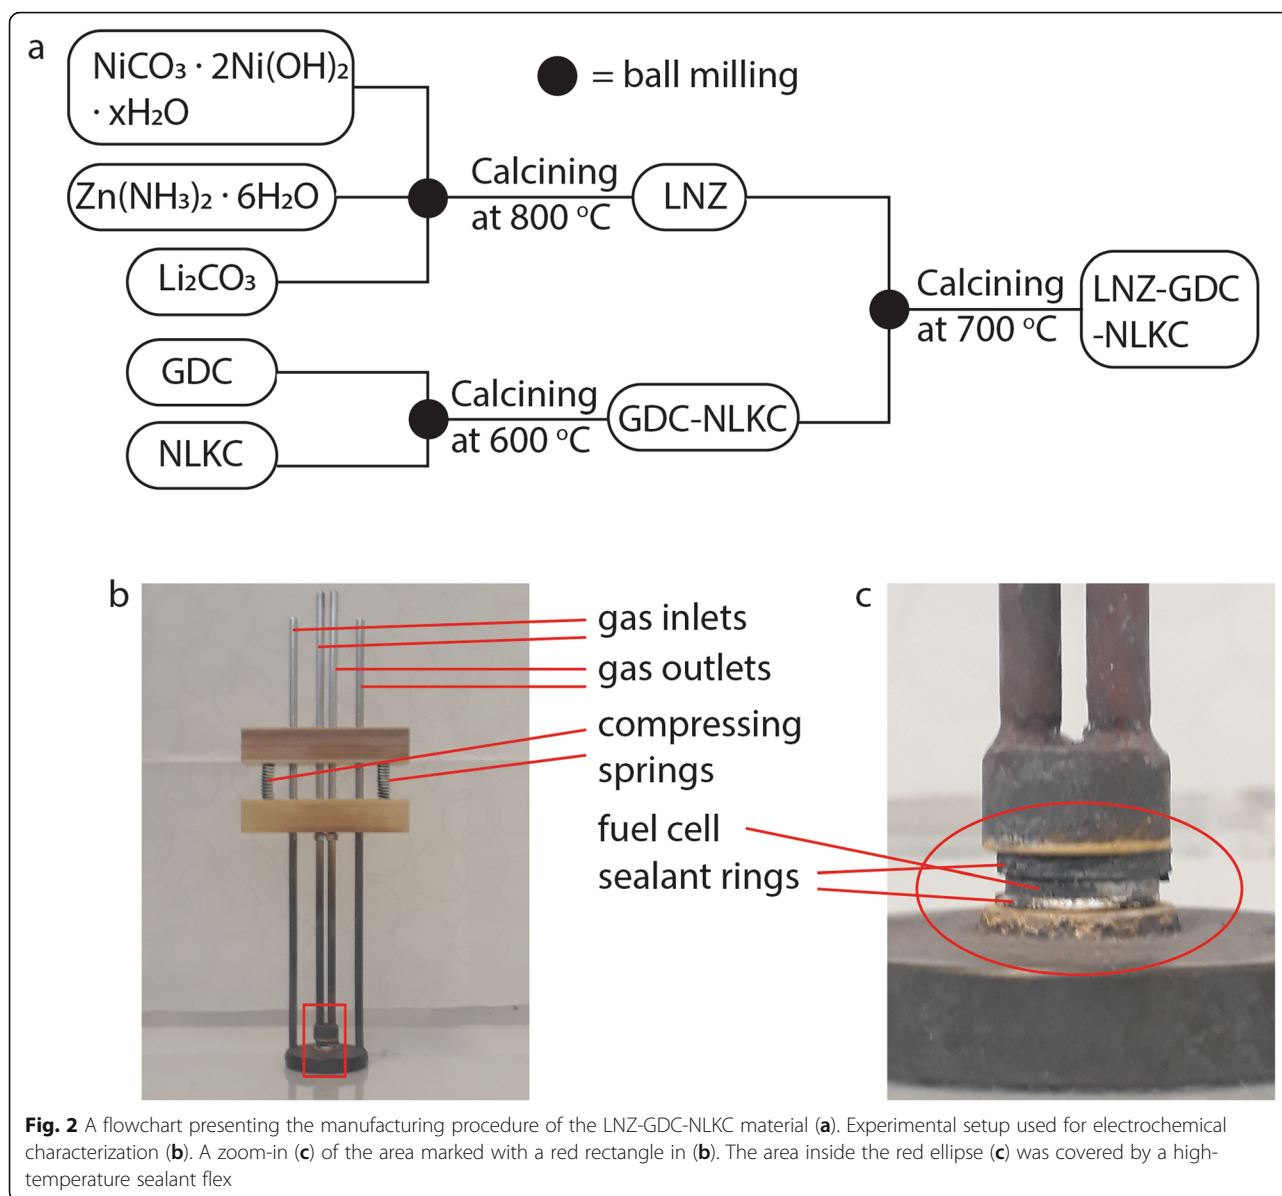 a
NiCO₃ · 2Ni(OH)₂
· xH₂O
= ball milling
Zn(NH₃)₂ · 6H₂O
Calcining
at 800 °C
LNZ
Li₂CO₃
Calcining
at 700 °C
LNZ-GDC
-NLKC
GDC
Calcining
at 600 °C
GDC-NLKC
NLKC
b
c
gas inlets
gas outlets
compressing
springs
fuel cell
sealant rings
Fig. 2 A flowchart presenting the manufacturing procedure of the LNZ-GDC-NLKC material (a). Experimental setup used for electrochemical
characterization (b). A zoom-in (c) of the area marked with a red rectangle in (b). The area inside the red ellipse (c) was covered by a high-
temperature sealant flex